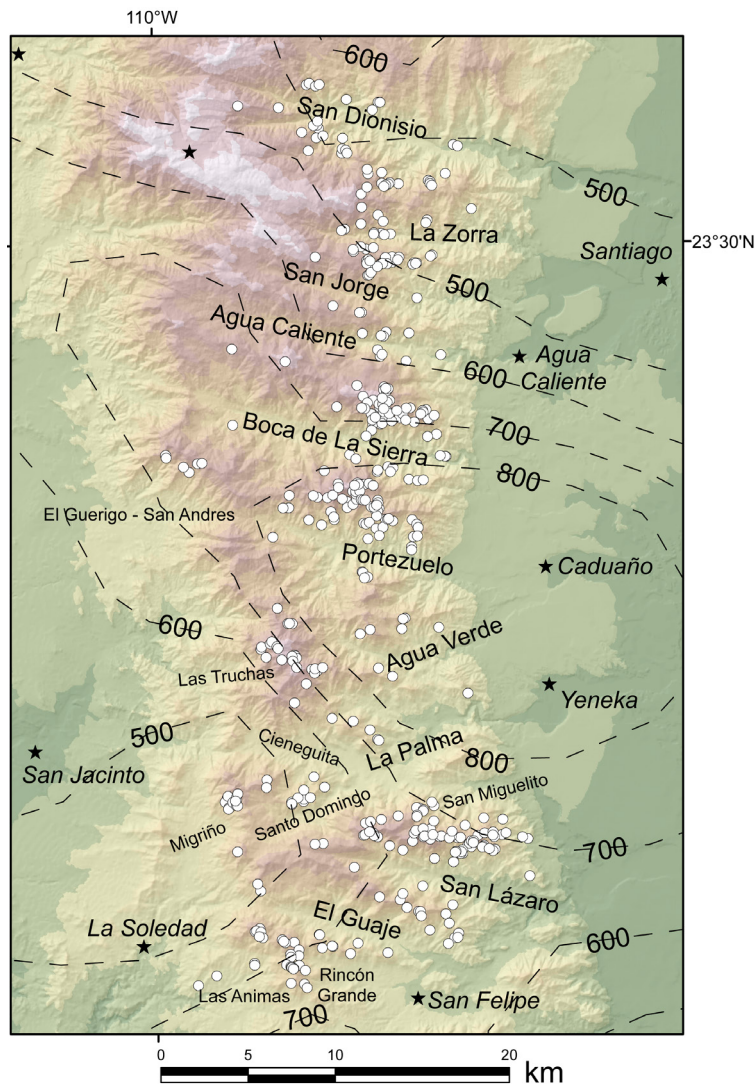 110°W
600
San Dionisio
500
La Zorra
23°30'N
Santiago
San Jorge
500
Agua Caliente
Agua
Caliente
600
Boca de La Sierra
700
800
El Guerigo - San Andres
Portezuelo
Caduaño
600
Agua Verde
Las Truchas
Yeneka
500
Cieneguita
La Palma
800
San Jacinto
San Miguelito
Santo Domingo
Migriño
700
San Lázaro
El Guaje
La Soledad
600
Rincón
Grande
Las Animas
San Felipe
700
0 5 10 20
km